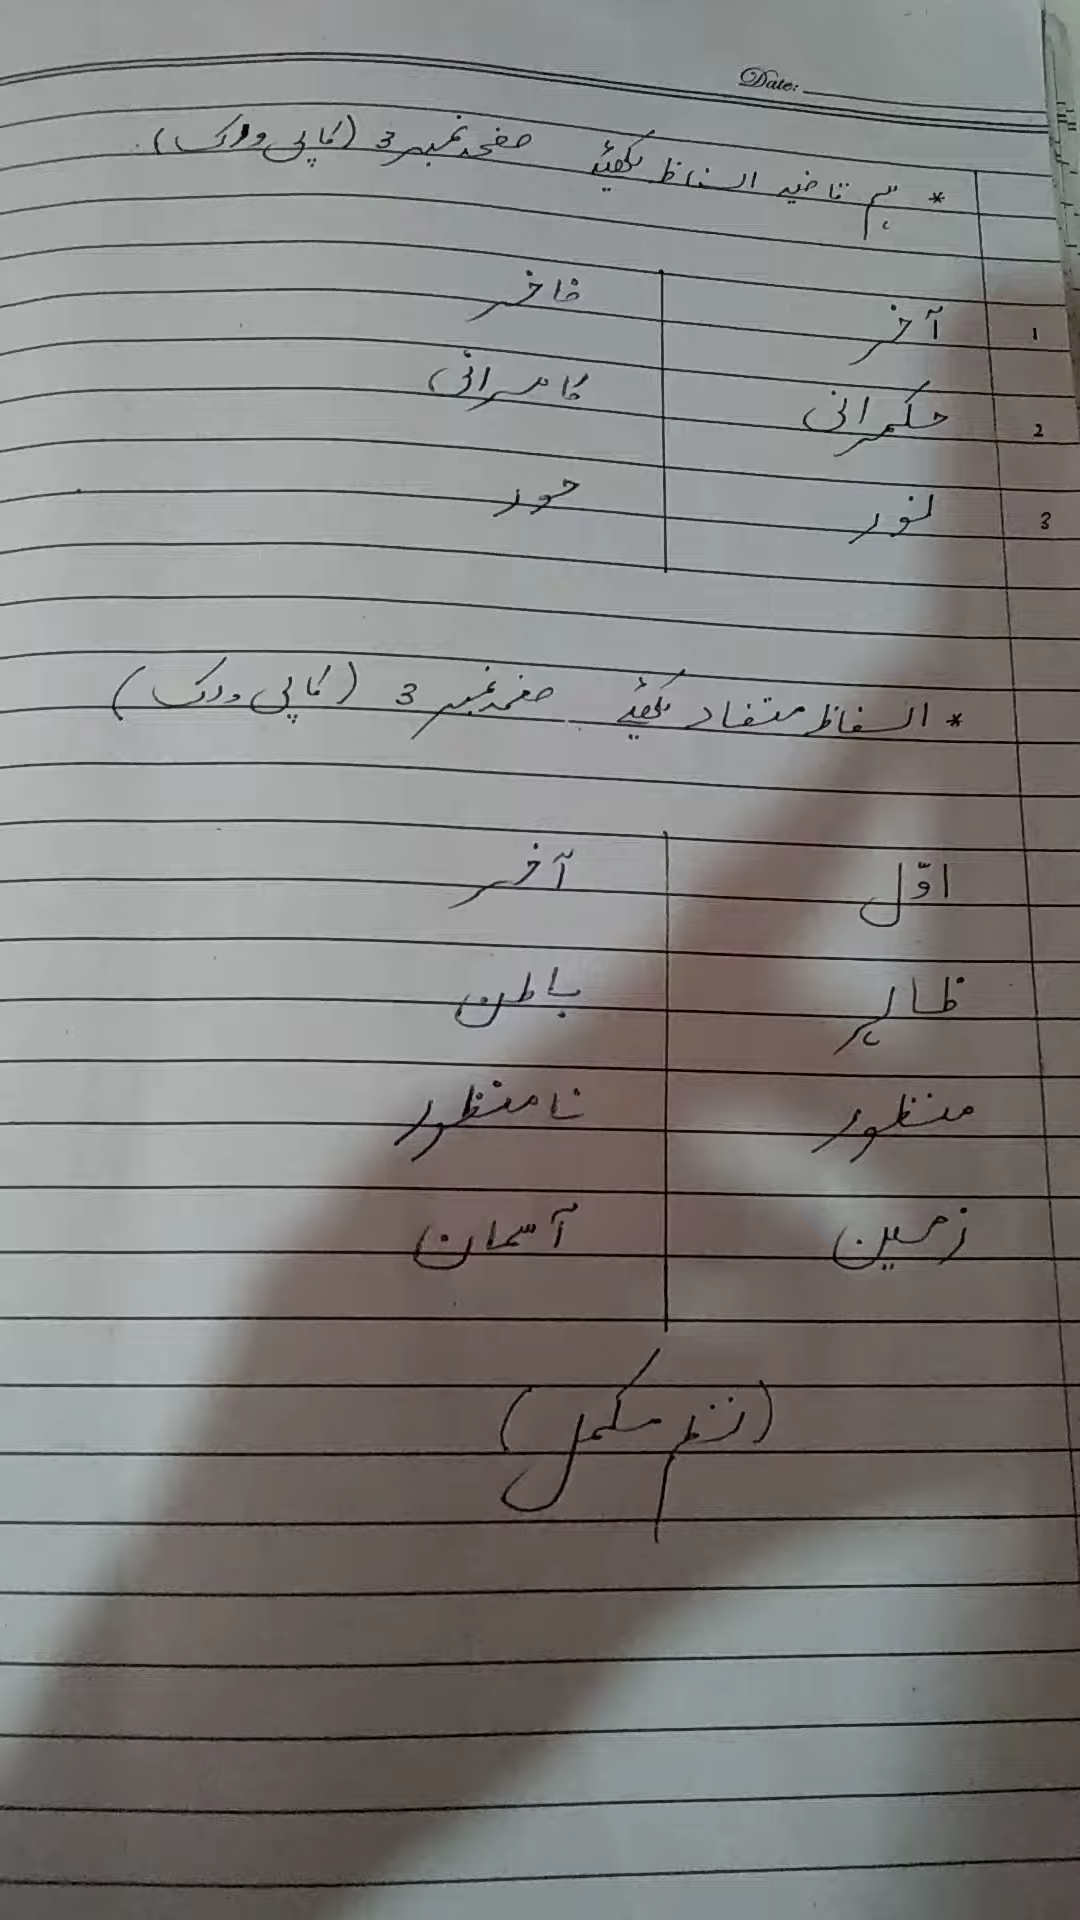 Date:
* ہم قافیہ الفاظ لکھیئے صفحہ نمبر 3 (کاپی ورک).
1 آخر فاخر
2 حکمرانی کامرانی
3 نور حور
* الفاظ متضاد لکھیئے صفحہ نمبر 3 (کاپی ورک)
اوّل آخر
ظاہر باطن
منظور نامنظور
زمین آسمان
(نظم مکمل)